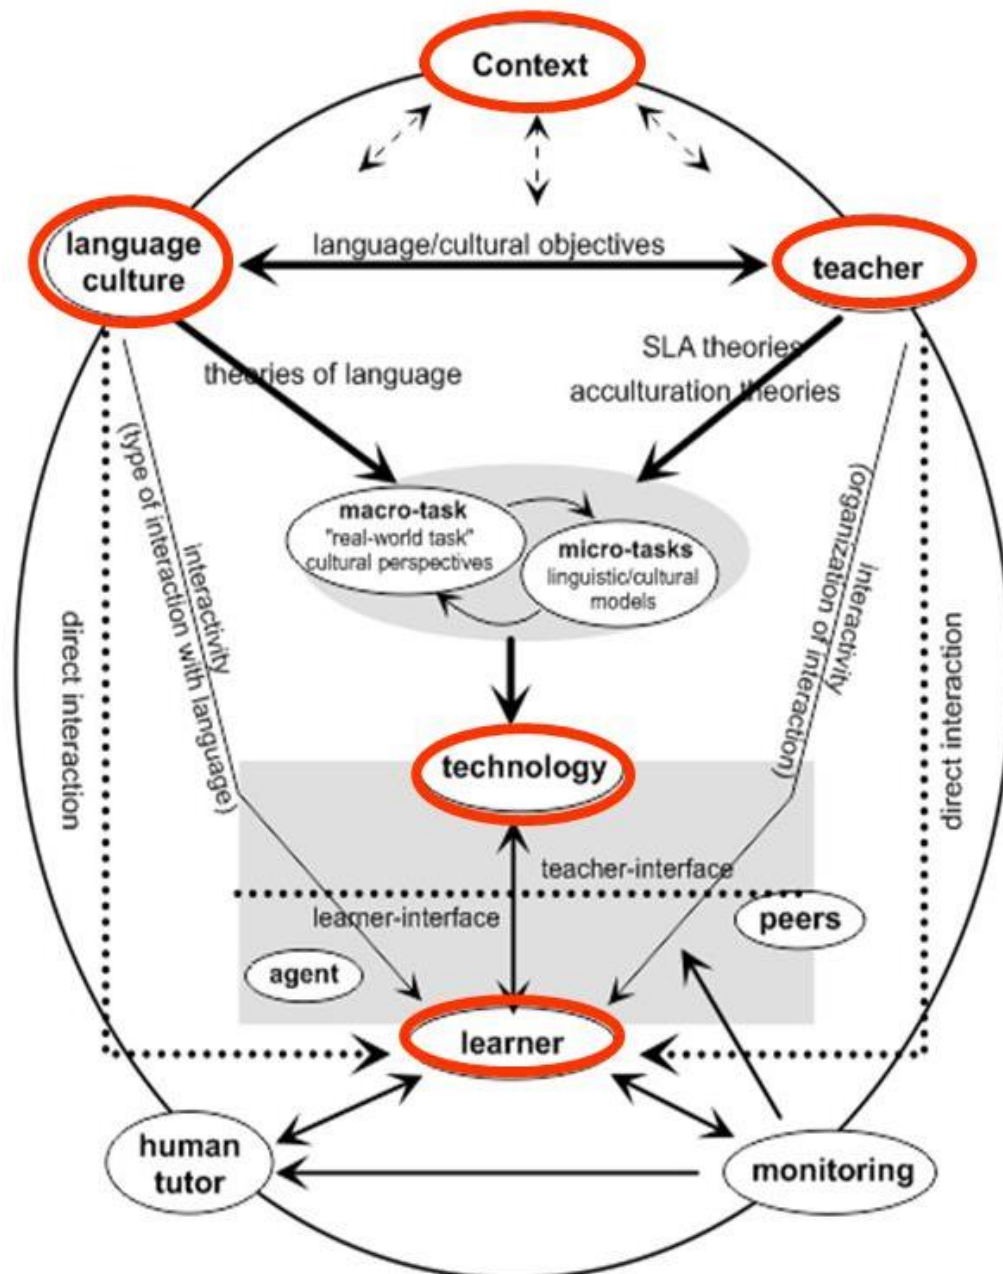 Context
language
culture
language/cultural objectives
teacher
theories of language
SLA theories
acculturation theories
macro-task
"real-world task"
cultural perspectives
micro-tasks
linguistic/cultural
models
interactivity
(type of interaction with language)
interactivity
(organization of interaction)
direct interaction
direct interaction
technology
teacher-interface
learner-interface
peers
agent
learner
human
tutor
monitoring